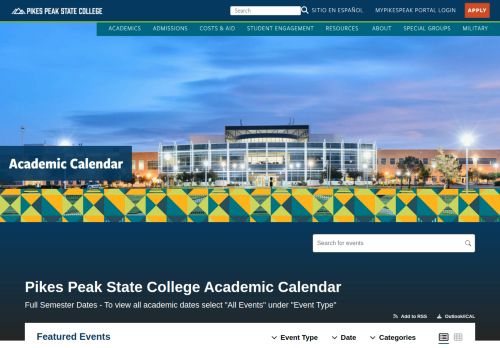 PIKES PEAK STATE COLLEGE
Search
SITIO EN ESPAÑOL
MYPIKESPEAK PORTAL LOGIN
APPLY
ACADEMICS ADMISSIONS COSTS & AID STUDENT ENGAGEMENT RESOURCES ABOUT SPECIAL GROUPS MILITARY
Academic Calendar
Search for events
Pikes Peak State College Academic Calendar
Full Semester Dates - To view all academic dates select "All Events" under "Event Type"
Add to RSS Outlook/iCAL
Featured Events Event Type Date Categories